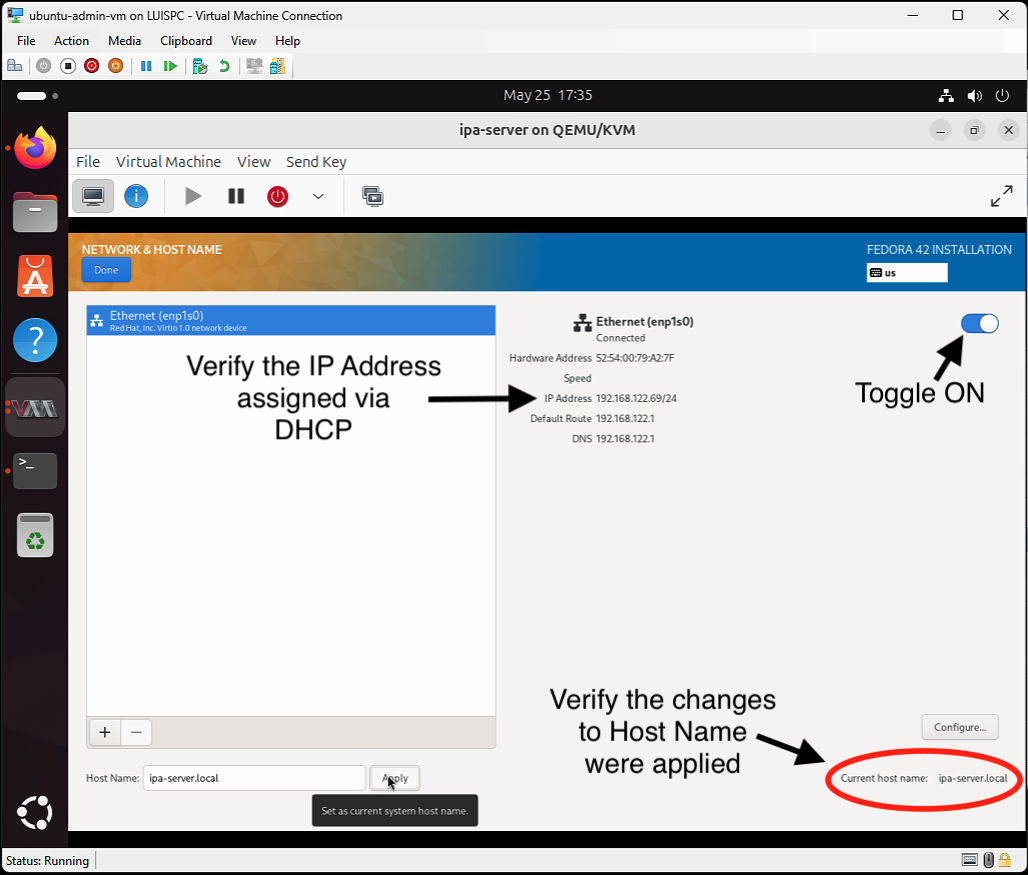 ubuntu-admin-vm on LUISPC - Virtual Machine Connection
File Action Media Clipboard View Help
May 25 17:35
ipa-server on QEMU/KVM
File Virtual Machine View Send Key
NETWORK & HOST NAME
FEDORA 42 INSTALLATION
Done
us
Ethernet (enp1s0)
Red Hat, Inc. Virtio 1.0 network device
Ethernet (enp1s0)
Connected
Hardware Address 52:54:00:79:A2:7F
Speed
IP Address 192.168.122.69/24
Default Route 192.168.122.1
DNS 192.168.122.1
Verify the IP Address
assigned via
DHCP
Toggle ON
Verify the changes
to Host Name
were applied
+ −
Configure...
Host Name: ipa-server.local Apply
Current host name: ipa-server.local
Set as current system host name.
Status: Running